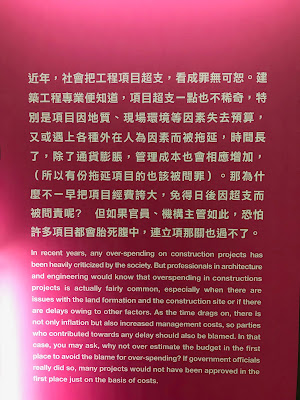 近年，社會把工程項目超支，看成罪無可恕。建
築工程專業便知道，項目超支一點也不稀奇，特
別是項目因地質、現場環境等因素失去預算，
又或遇上各種外在人為因素而被拖延，時間長
了，除了通貨膨脹，管理成本也會相應增加，
（所以有份拖延項目的也該被問罪）。那為什
麼不一早把項目經費誇大，免得日後因超支而
被問責呢？ 但如果官員、機構主管如此，恐怕
許多項目都會胎死腹中，連立項那關也過不了。
In recent years, any over-spending on construction projects has
been heavily criticized by the society. But professionals in architecture
and engineering would know that overspending in constructions
projects is actually fairly common, especially when there are
issues with the land formation and the construction site or if there
are delays owing to other factors. As the time drags on, there is
not only inflation but also increased management costs, so parties
who contributed towards any delay should also be blamed. In that
case, you may ask, why not over estimate the budget in the first
place to avoid the blame for over-spending? If government officials
really did so, many projects would not have been approved in the
first place just on the basis of costs.